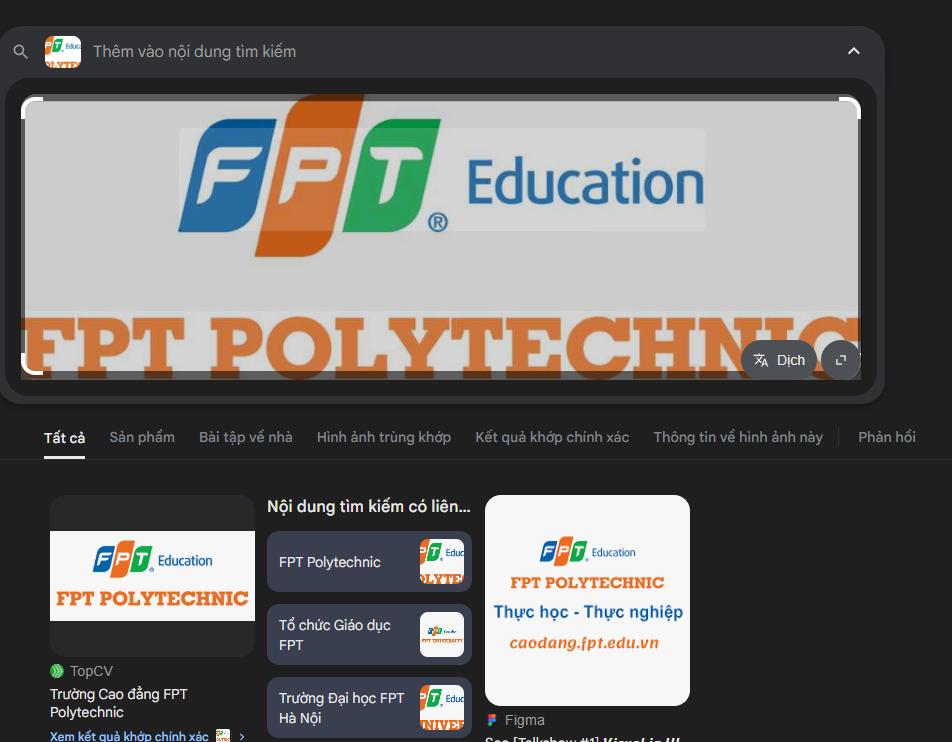 Thêm vào nội dung tìm kiếm
FPT® Education
FPT POLYTECHNIC
Dịch
Tất cả
Sản phẩm
Bài tập về nhà
Hình ảnh trùng khớp
Kết quả khớp chính xác
Thông tin về hình ảnh này
Phản hồi
FPT Education
FPT POLYTECHNIC
TopCV
Trường Cao đẳng FPT
Polytechnic
Xem kết quả khớp chính xác
Nội dung tìm kiếm có liên...
FPT Polytechnic
Tổ chức Giáo dục
FPT
Trường Đại học FPT
Hà Nội
FPT Education
FPT POLYTECHNIC
Thực học - Thực nghiệp
caodang.fpt.edu.vn
Figma